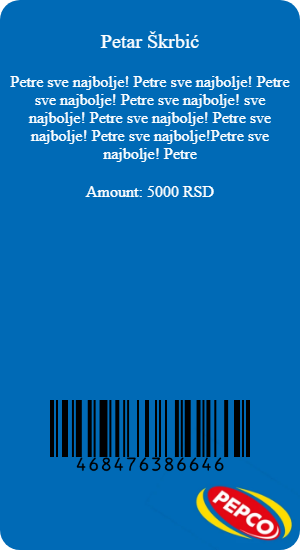 Petar Škrbić
Petre sve najbolje! Petre sve najbolje! Petre
sve najbolje! Petre sve najbolje! sve
najbolje! Petre sve najbolje! Petre sve
najbolje! Petre sve najbolje!Petre sve
najbolje! Petre
Amount: 5000 RSD
468476386646
PEPCO